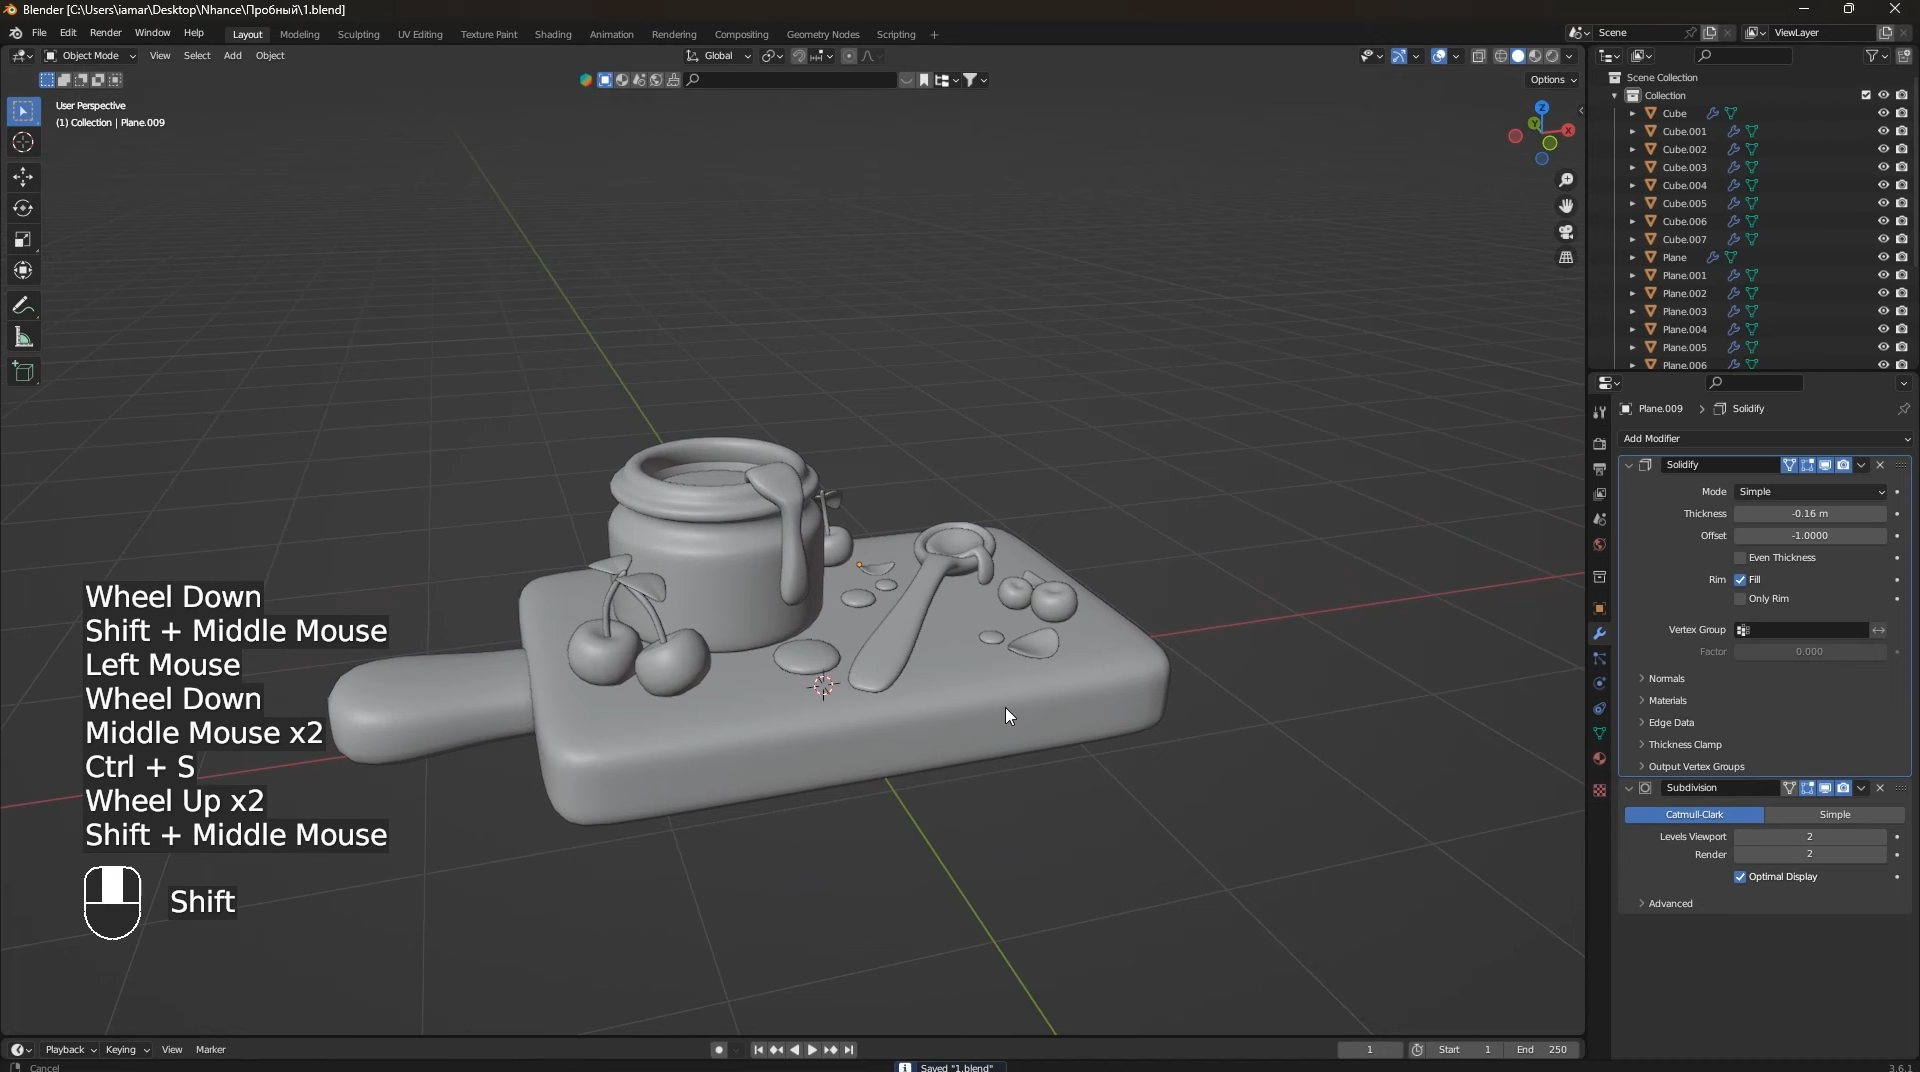 Blender [C:\Users\iamar\Desktop\Nhance\Пробный\1.blend]
File Edit Render Window Help Layout Modeling Sculpting UV Editing Texture Paint Shading Animation Rendering Compositing Geometry Nodes Scripting + Scene ViewLayer
Object Mode View Select Add Object Global
Options
User Perspective
(1) Collection | Plane.009
Z
Y
X
Scene Collection
Collection
Cube
Cube.001
Cube.002
Cube.003
Cube.004
Cube.005
Cube.006
Cube.007
Plane
Plane.001
Plane.002
Plane.003
Plane.004
Plane.005
Plane.006
Plane.009 > Solidify
Add Modifier
Solidify
Mode Simple
Thickness -0.16 m
Offset -1.0000
Even Thickness
Rim Fill
Only Rim
Vertex Group
Factor 0.000
Normals
Materials
Edge Data
Thickness Clamp
Output Vertex Groups
Subdivision
Catmull-Clark Simple
Levels Viewport 2
Render 2
Optimal Display
Advanced
Wheel Down
Shift + Middle Mouse
Left Mouse
Wheel Down
Middle Mouse x2
Ctrl + S
Wheel Up x2
Shift + Middle Mouse
Shift
Playback Keying View Marker 1 Start 1 End 250
Cancel Saved "1.blend" 3.6.1